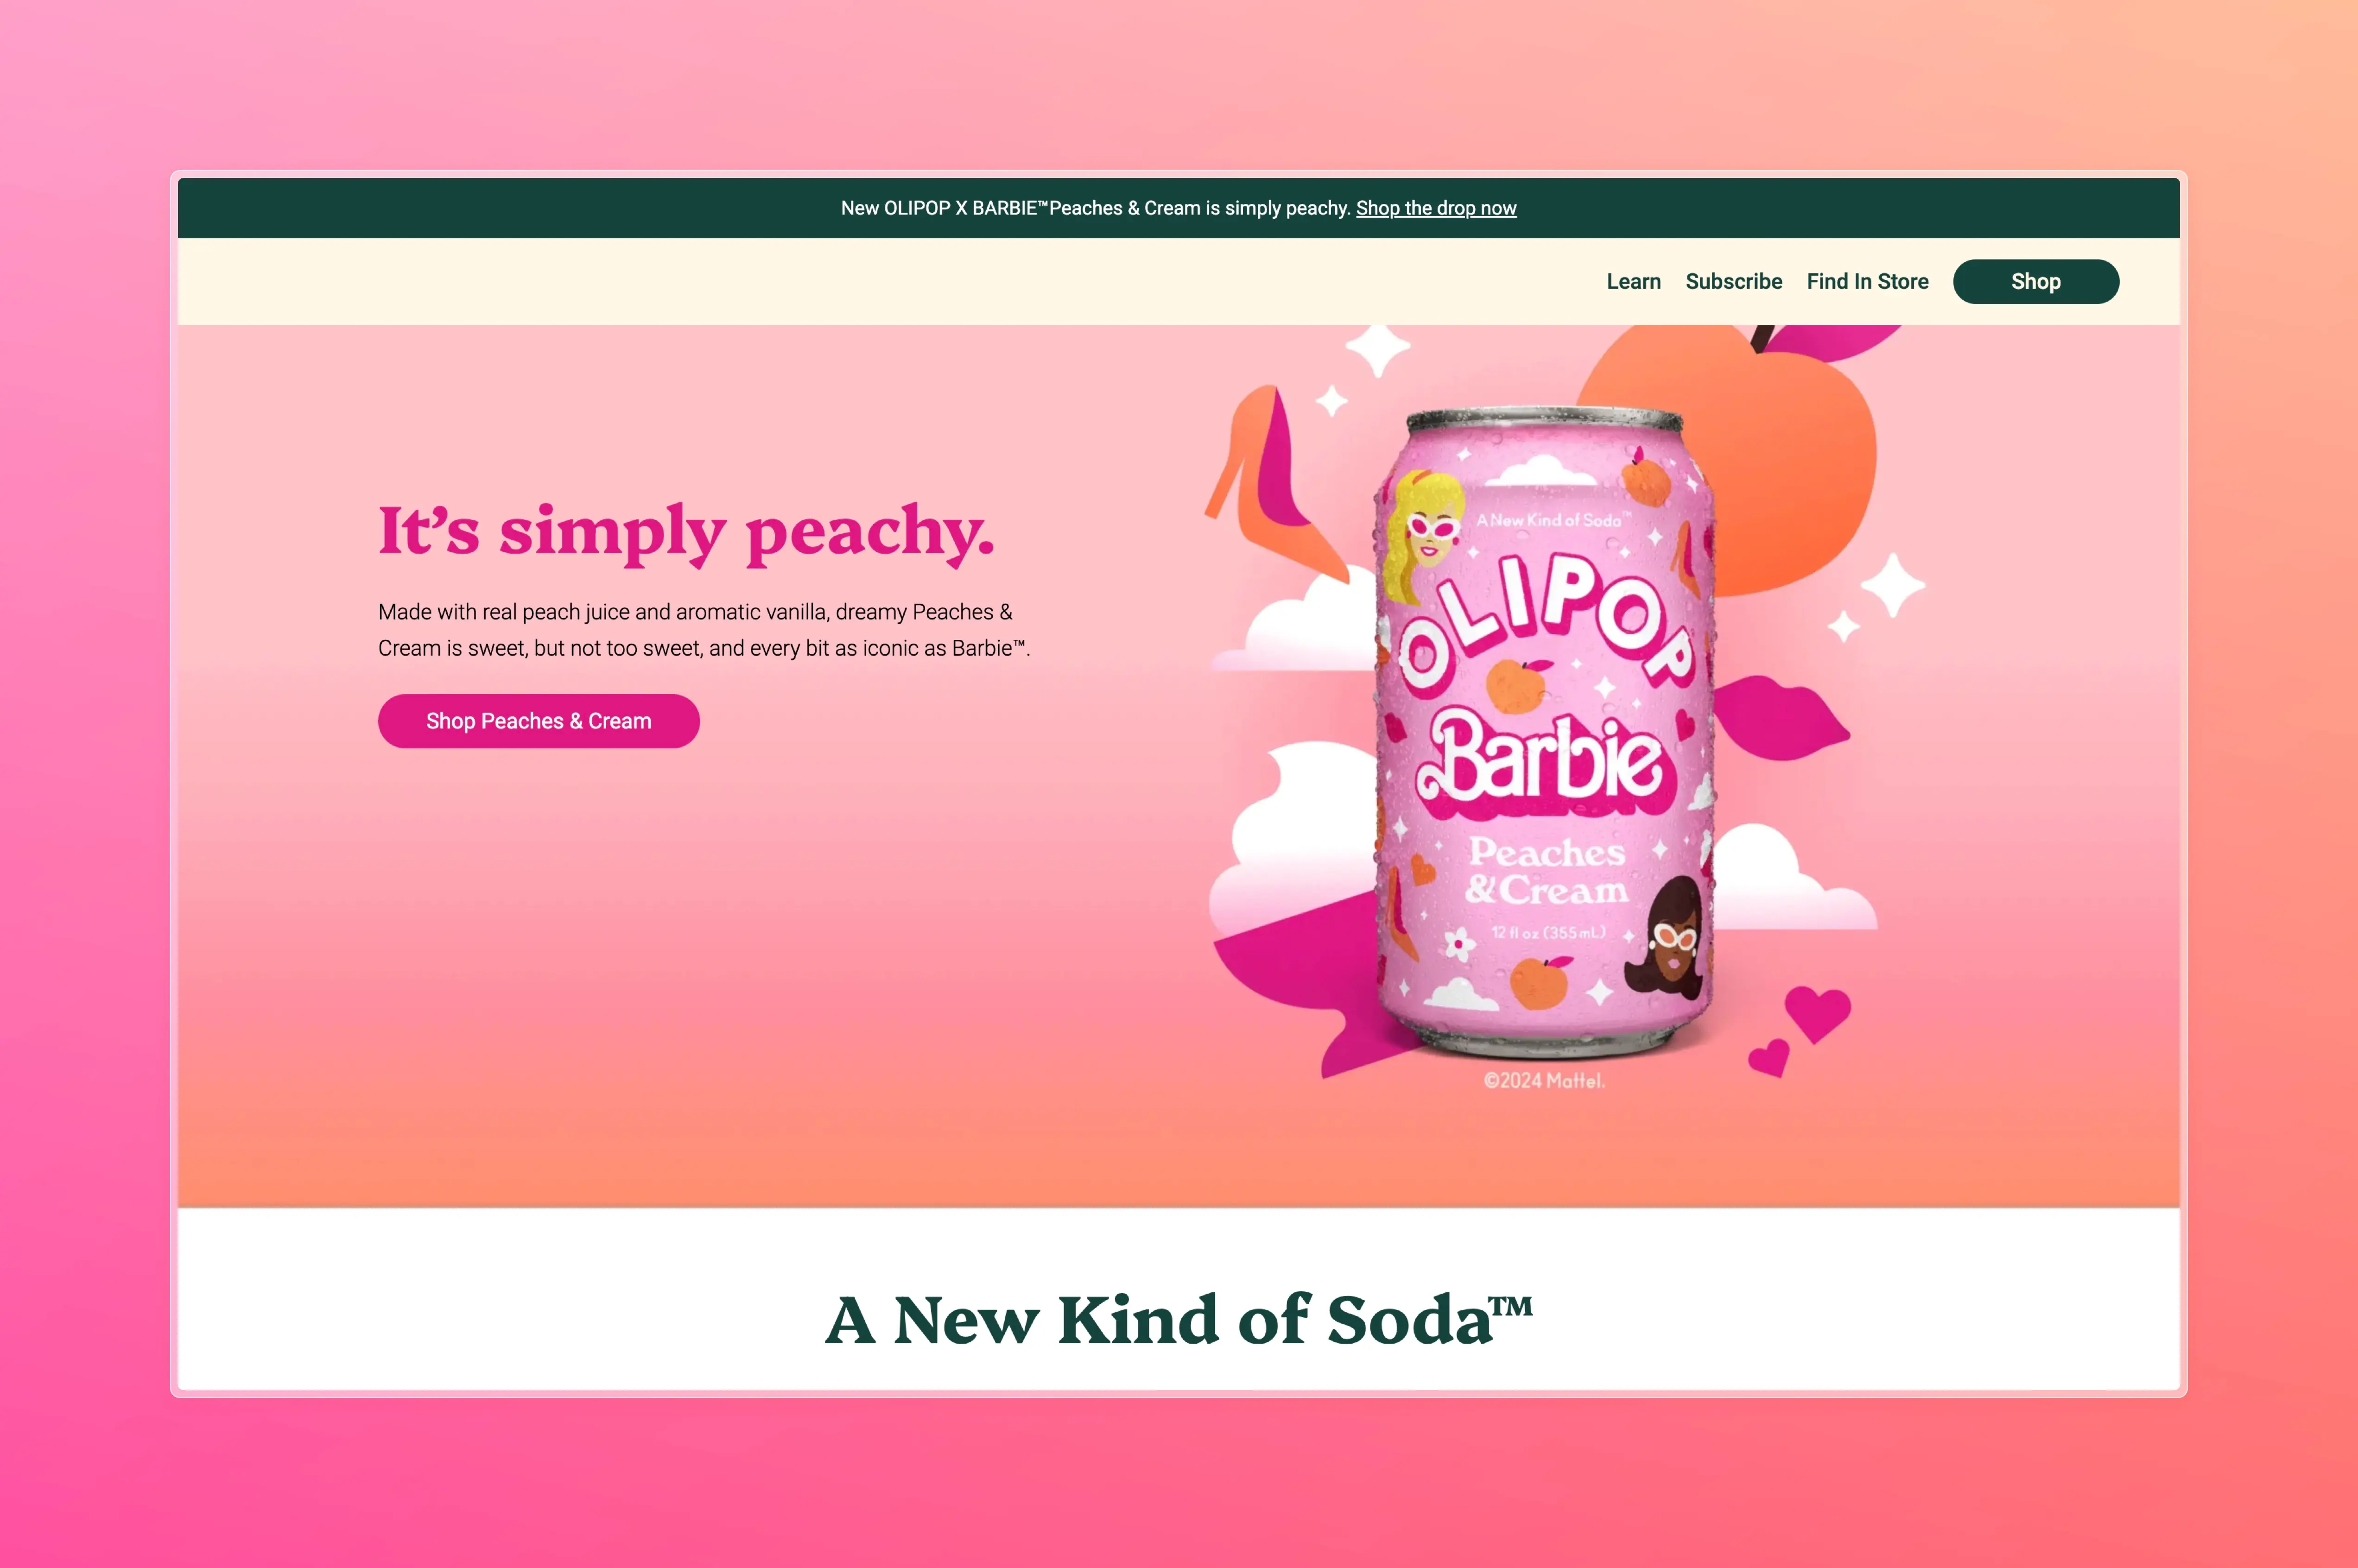 New OLIPOP X BARBIE™Peaches & Cream is simply peachy. Shop the drop now
Learn Subscribe Find In Store Shop
It’s simply peachy.
Made with real peach juice and aromatic vanilla, dreamy Peaches &
Cream is sweet, but not too sweet, and every bit as iconic as Barbie™.
Shop Peaches & Cream
A New Kind of Soda™
OLIPOP
Barbie
Peaches
& Cream
12 fl oz (355 mL)
©2024 Mattel.
A New Kind of Soda™